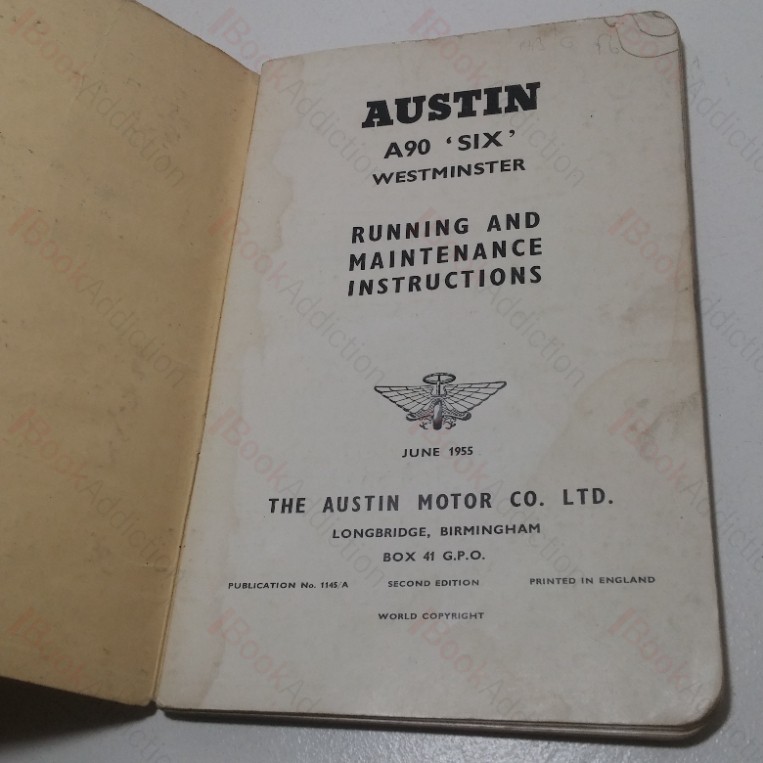 AUSTIN
A90 ‘SIX’
WESTMINSTER
RUNNING AND
MAINTENANCE
INSTRUCTIONS
JUNE 1955
THE AUSTIN MOTOR CO. LTD.
LONGBRIDGE, BIRMINGHAM
BOX 41 G.P.O.
PUBLICATION No. 1145/A SECOND EDITION PRINTED IN ENGLAND
WORLD COPYRIGHT
BookAddiction